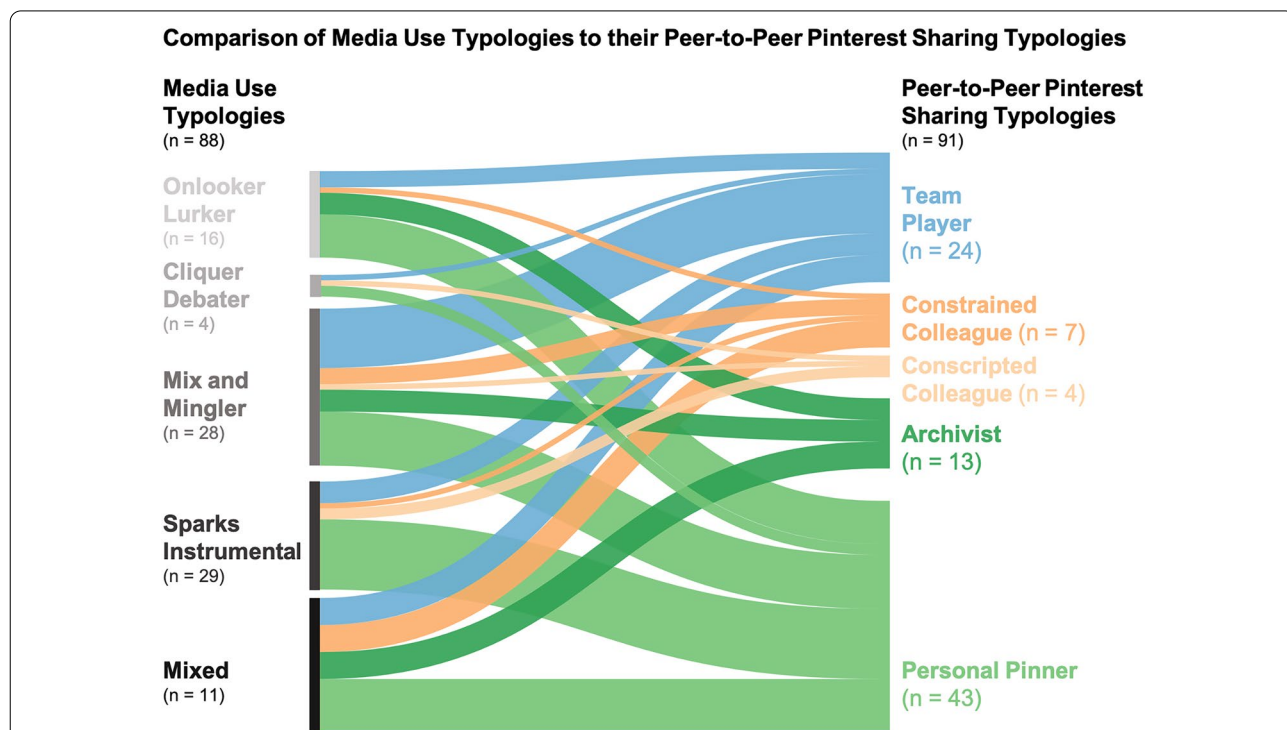 Comparison of Media Use Typologies to their Peer-to-Peer Pinterest Sharing Typologies
Media Use
Typologies
(n = 88)
Onlooker
Lurker
(n = 16)
Cliquer
Debater
(n = 4)
Mix and
Mingler
(n = 28)
Sparks
Instrumental
(n = 29)
Mixed
(n = 11)
Peer-to-Peer Pinterest
Sharing Typologies
(n = 91)
Team
Player
(n = 24)
Constrained
Colleague (n = 7)
Conscripted
Colleague (n = 4)
Archivist
(n = 13)
Personal Pinner
(n = 43)